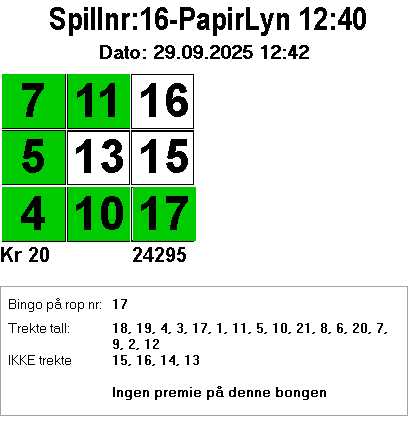 Spillnr:16-PapirLyn 12:40
Dato: 29.09.2025 12:42
7 11 16
5 13 15
4 10 17
Kr 20 24295
Bingo på rop nr: 17
Trekte tall: 18, 19, 4, 3, 17, 1, 11, 5, 10, 21, 8, 6, 20, 7,
9, 2, 12
IKKE trekte 15, 16, 14, 13
Ingen premie på denne bongen